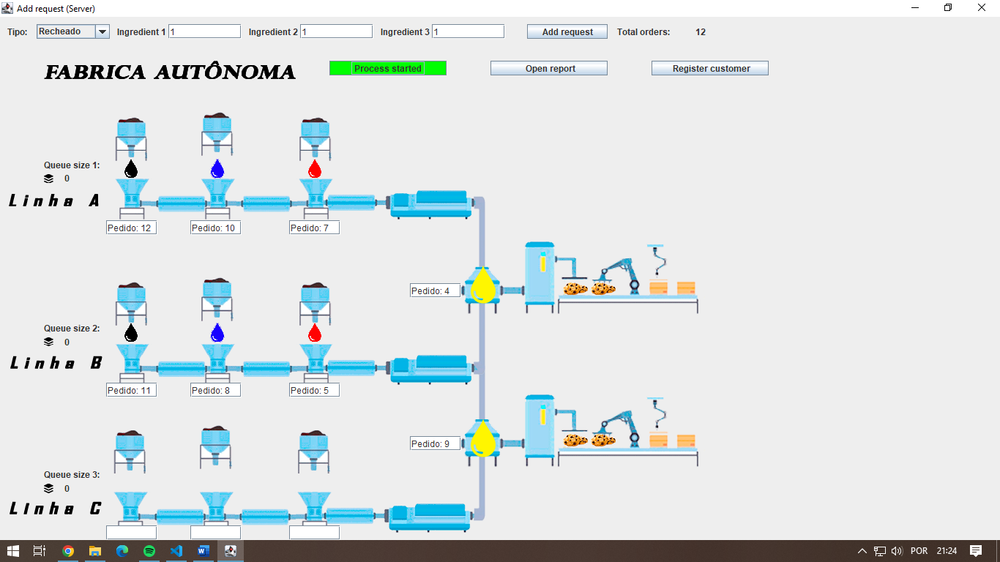 Add request (Server)
Tipo: Recheado Ingredient 1 1 Ingredient 2 1 Ingredient 3 1 Add request Total orders: 12
FABRICA AUTÔNOMA Process started Open report Register customer
Queue size 1:
0
Linha A
Pedido: 12 Pedido: 10 Pedido: 7
Pedido: 4
Queue size 2:
0
Linha B
Pedido: 11 Pedido: 8 Pedido: 5
Pedido: 9
Queue size 3:
0
Linha C
POR 21:24